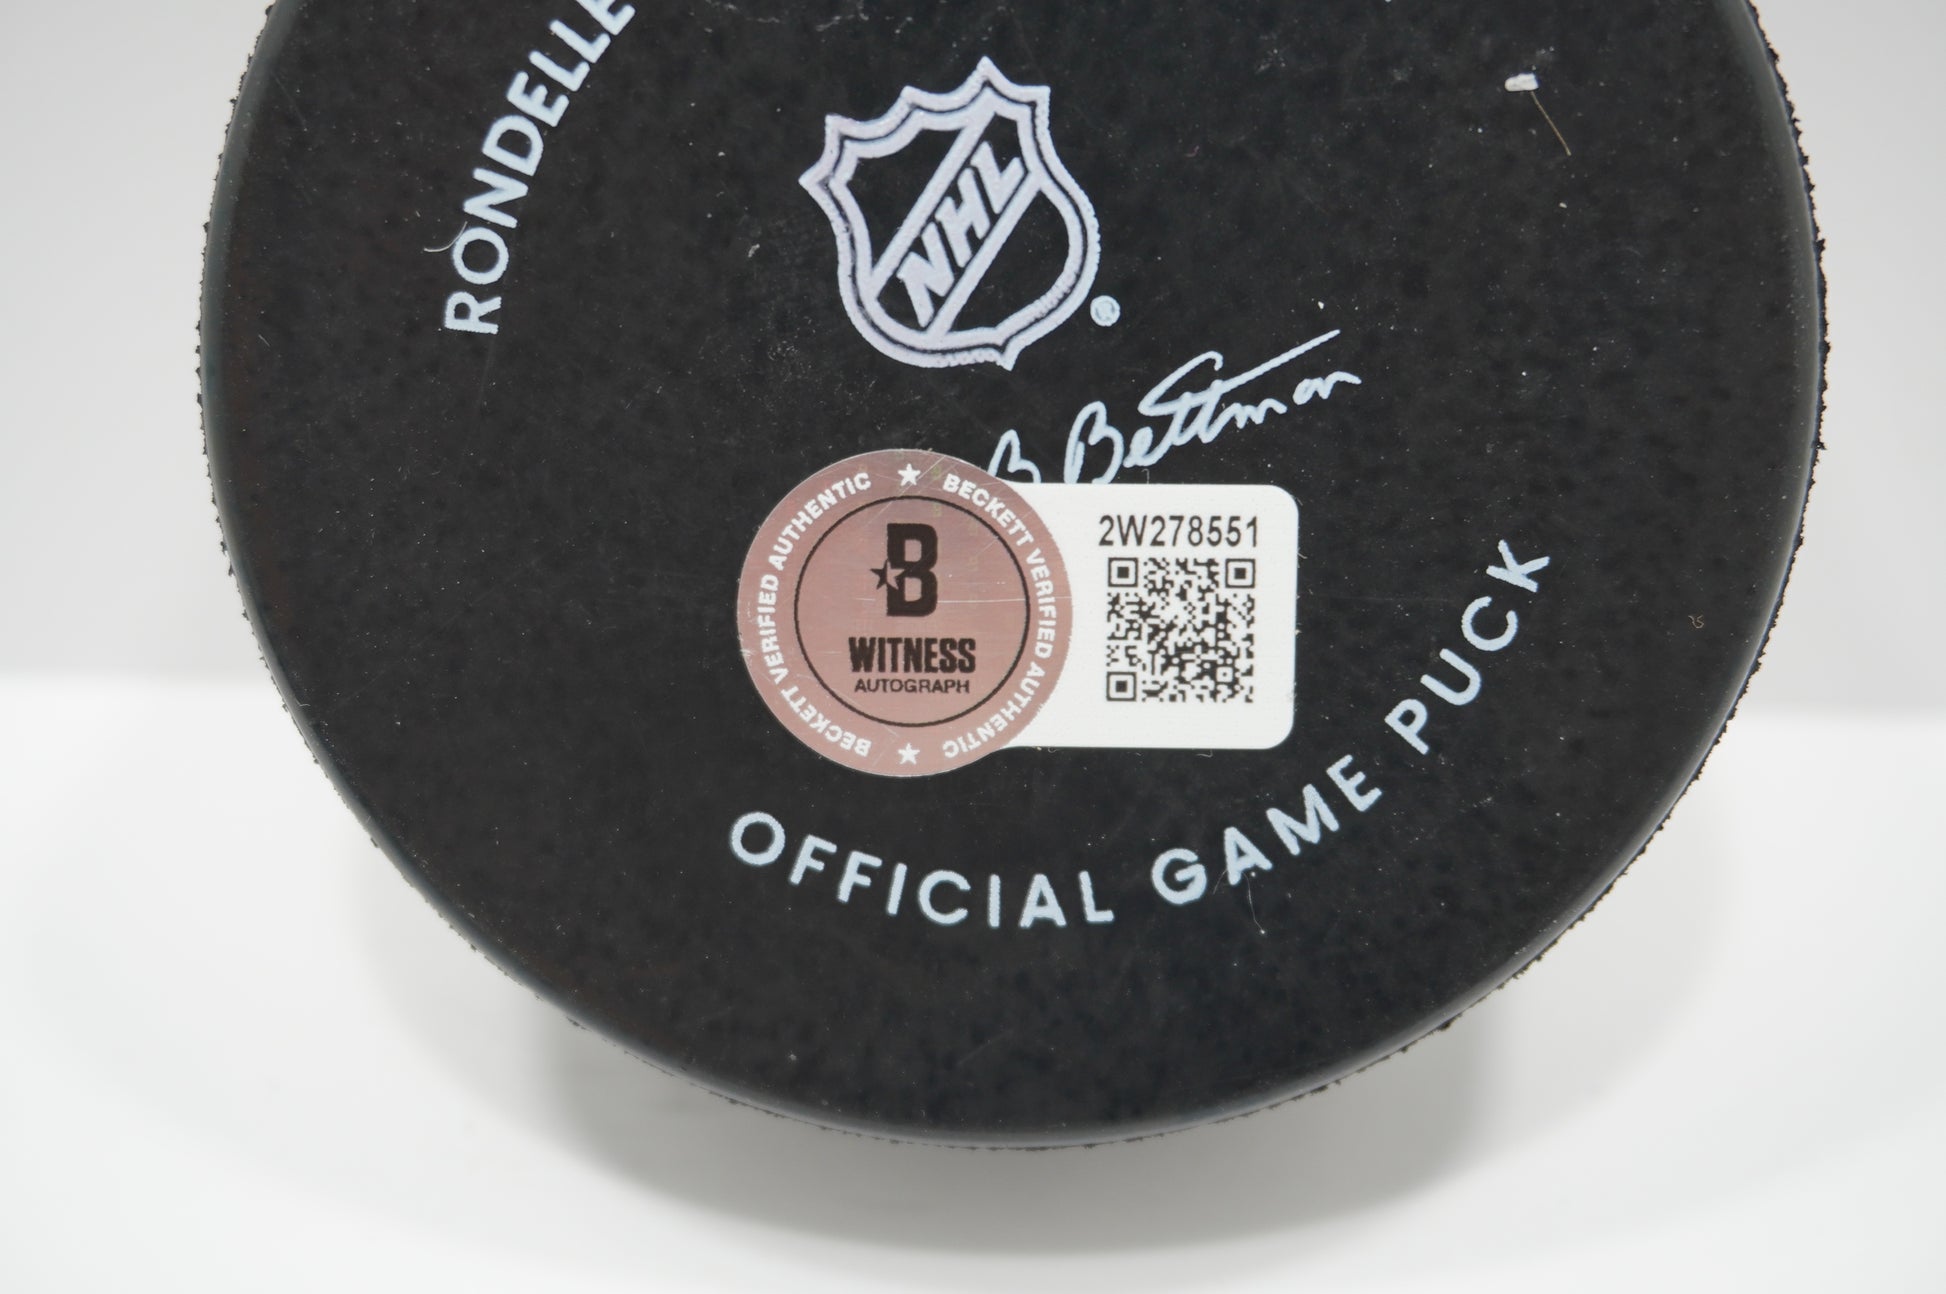 RONDELLE
NHL
®
B Bettman
BECKETT VERIFIED AUTHENTIC ★ BECKETT VERIFIED AUTHENTIC ★
B
WITNESS
AUTOGRAPH
2W278551
OFFICIAL GAME PUCK